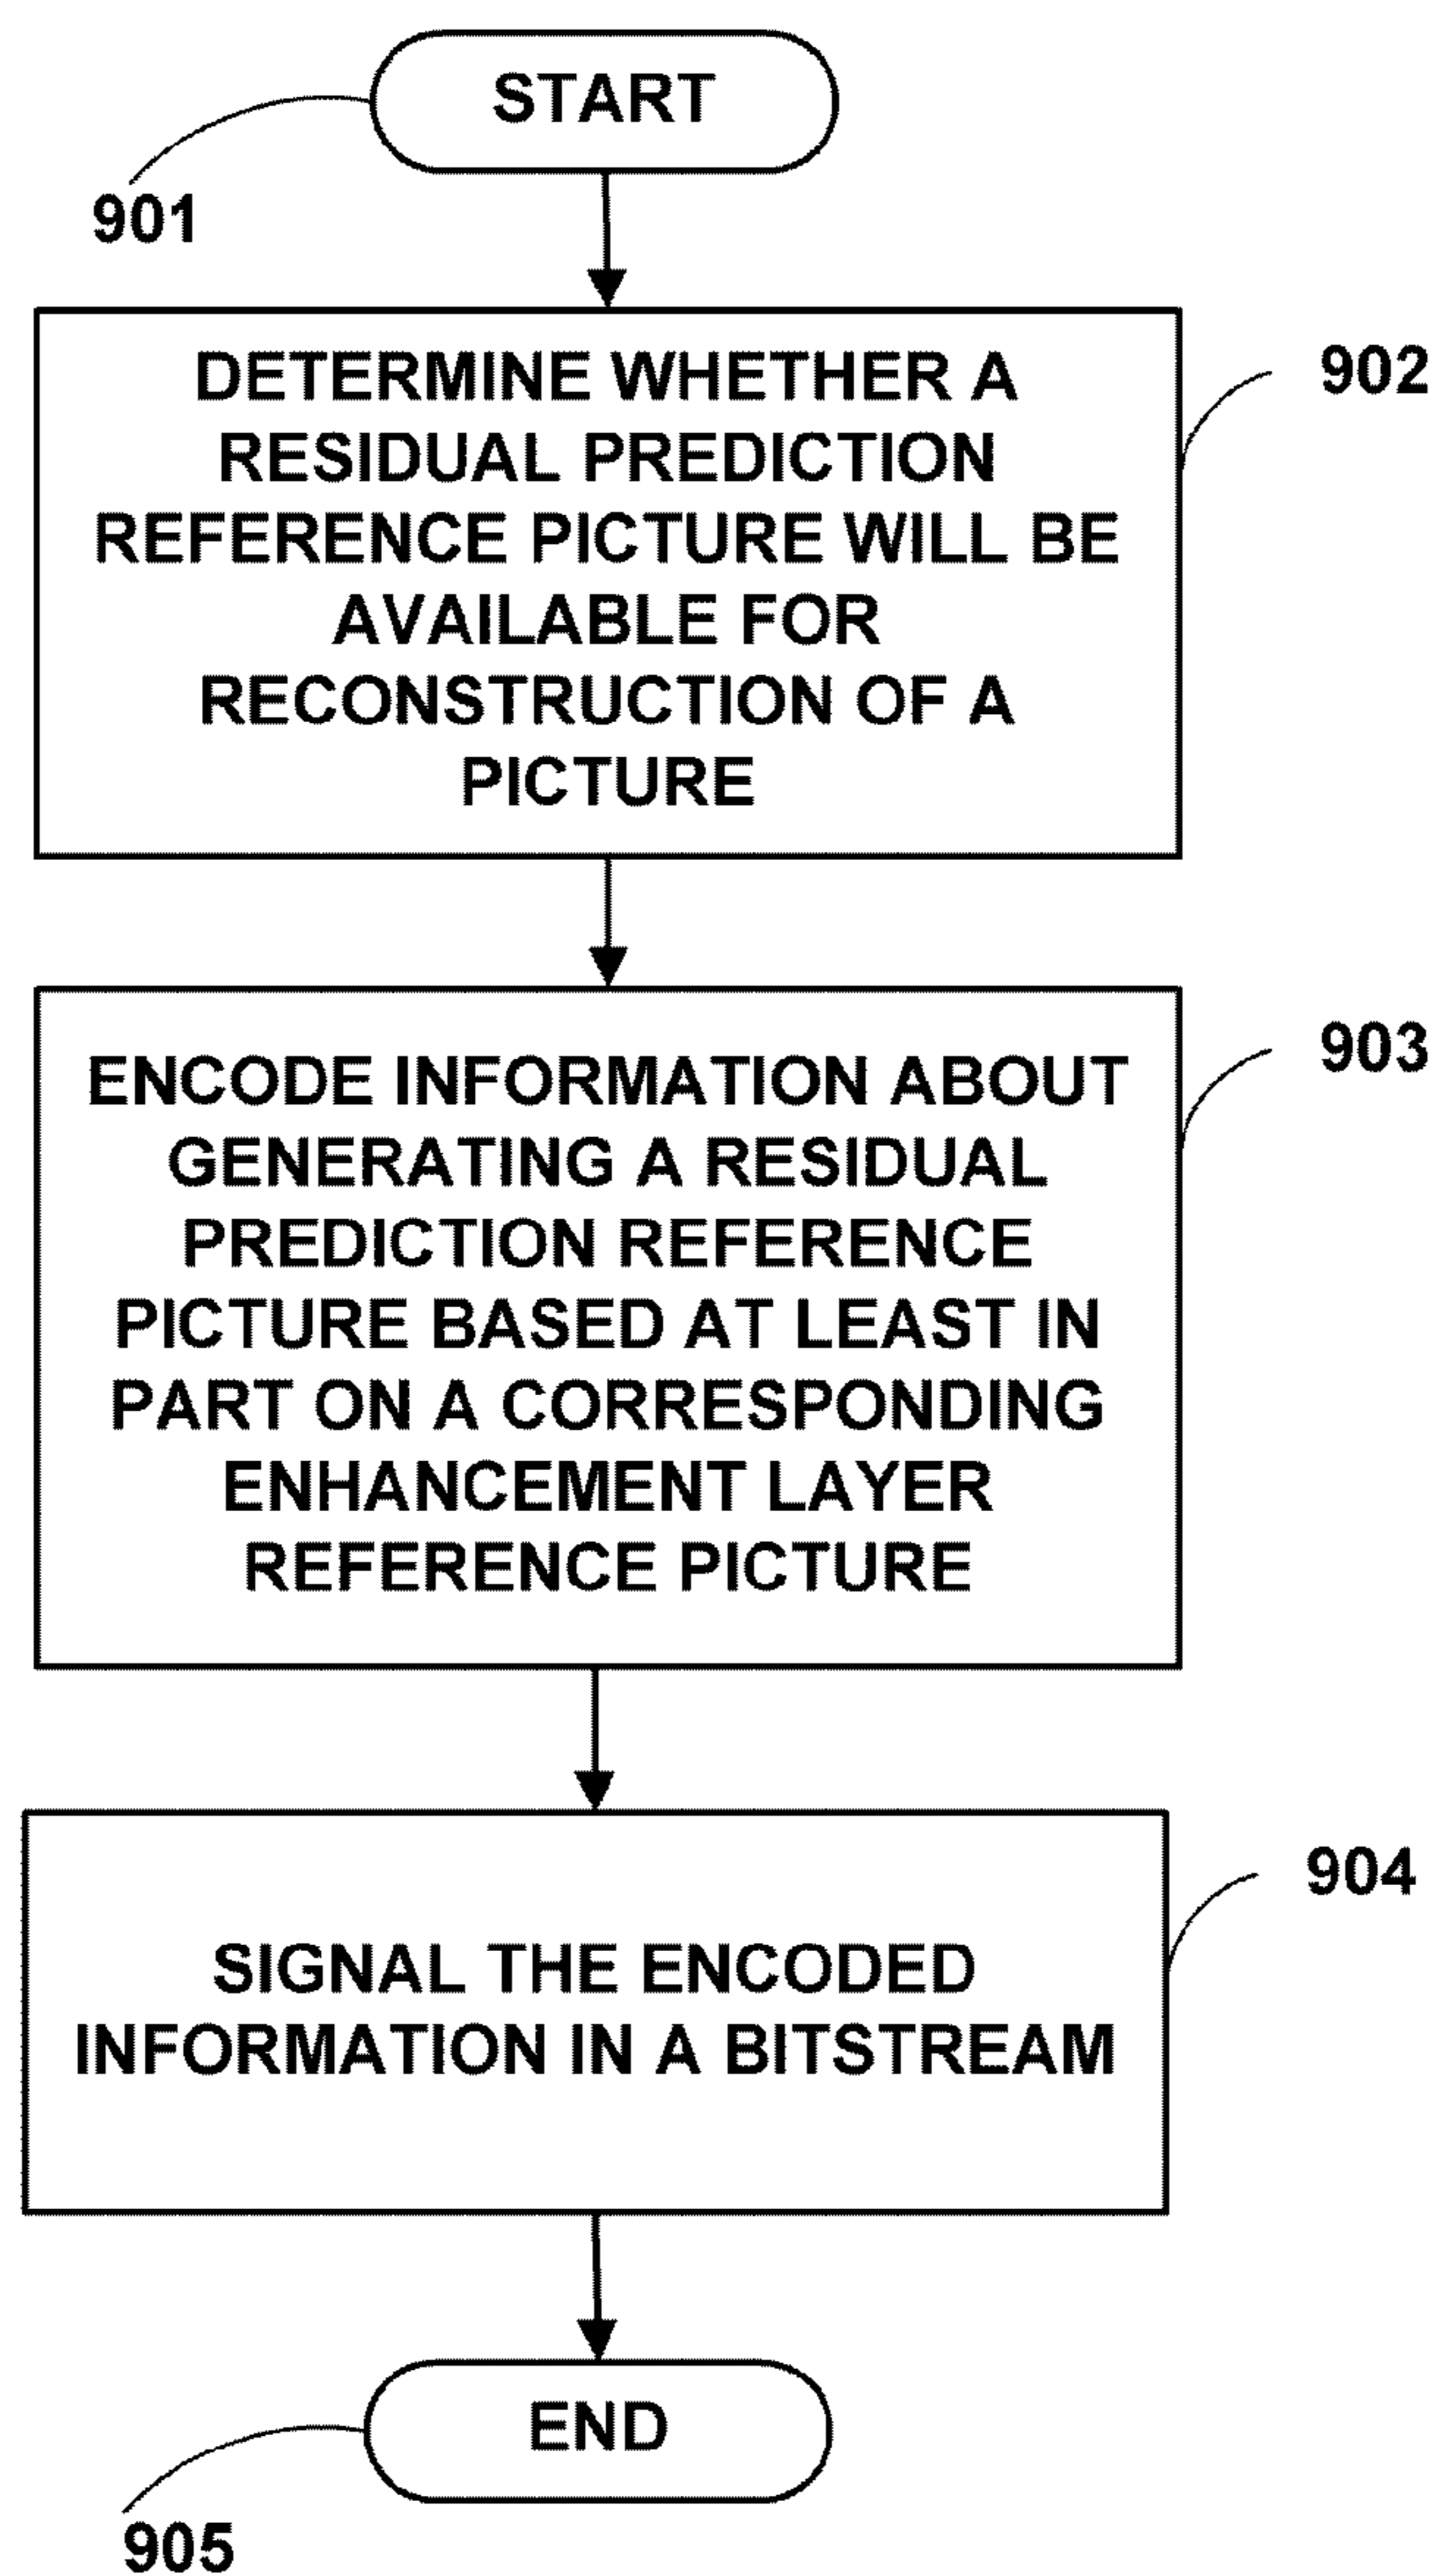 START
901
DETERMINE WHETHER A
RESIDUAL PREDICTION
REFERENCE PICTURE WILL BE
AVAILABLE FOR
RECONSTRUCTION OF A
PICTURE
902
ENCODE INFORMATION ABOUT
GENERATING A RESIDUAL
PREDICTION REFERENCE
PICTURE BASED AT LEAST IN
PART ON A CORRESPONDING
ENHANCEMENT LAYER
REFERENCE PICTURE
903
SIGNAL THE ENCODED
INFORMATION IN A BITSTREAM
904
END
905